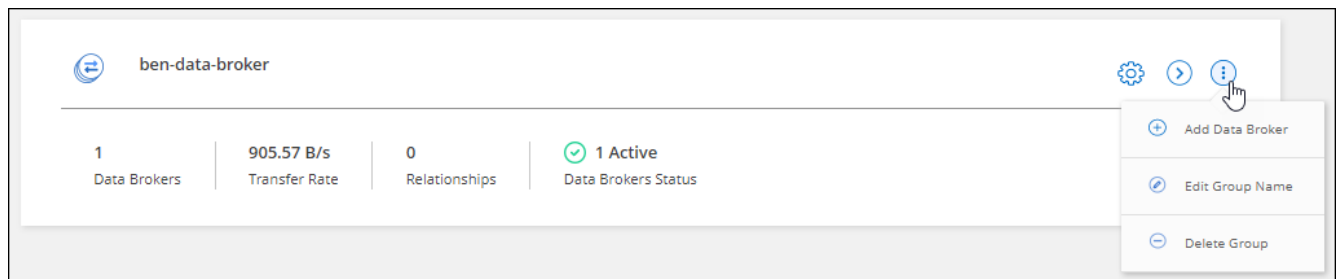 ben-data-broker
1
Data Brokers
905.57 B/s
Transfer Rate
0
Relationships
1 Active
Data Brokers Status
Add Data Broker
Edit Group Name
Delete Group